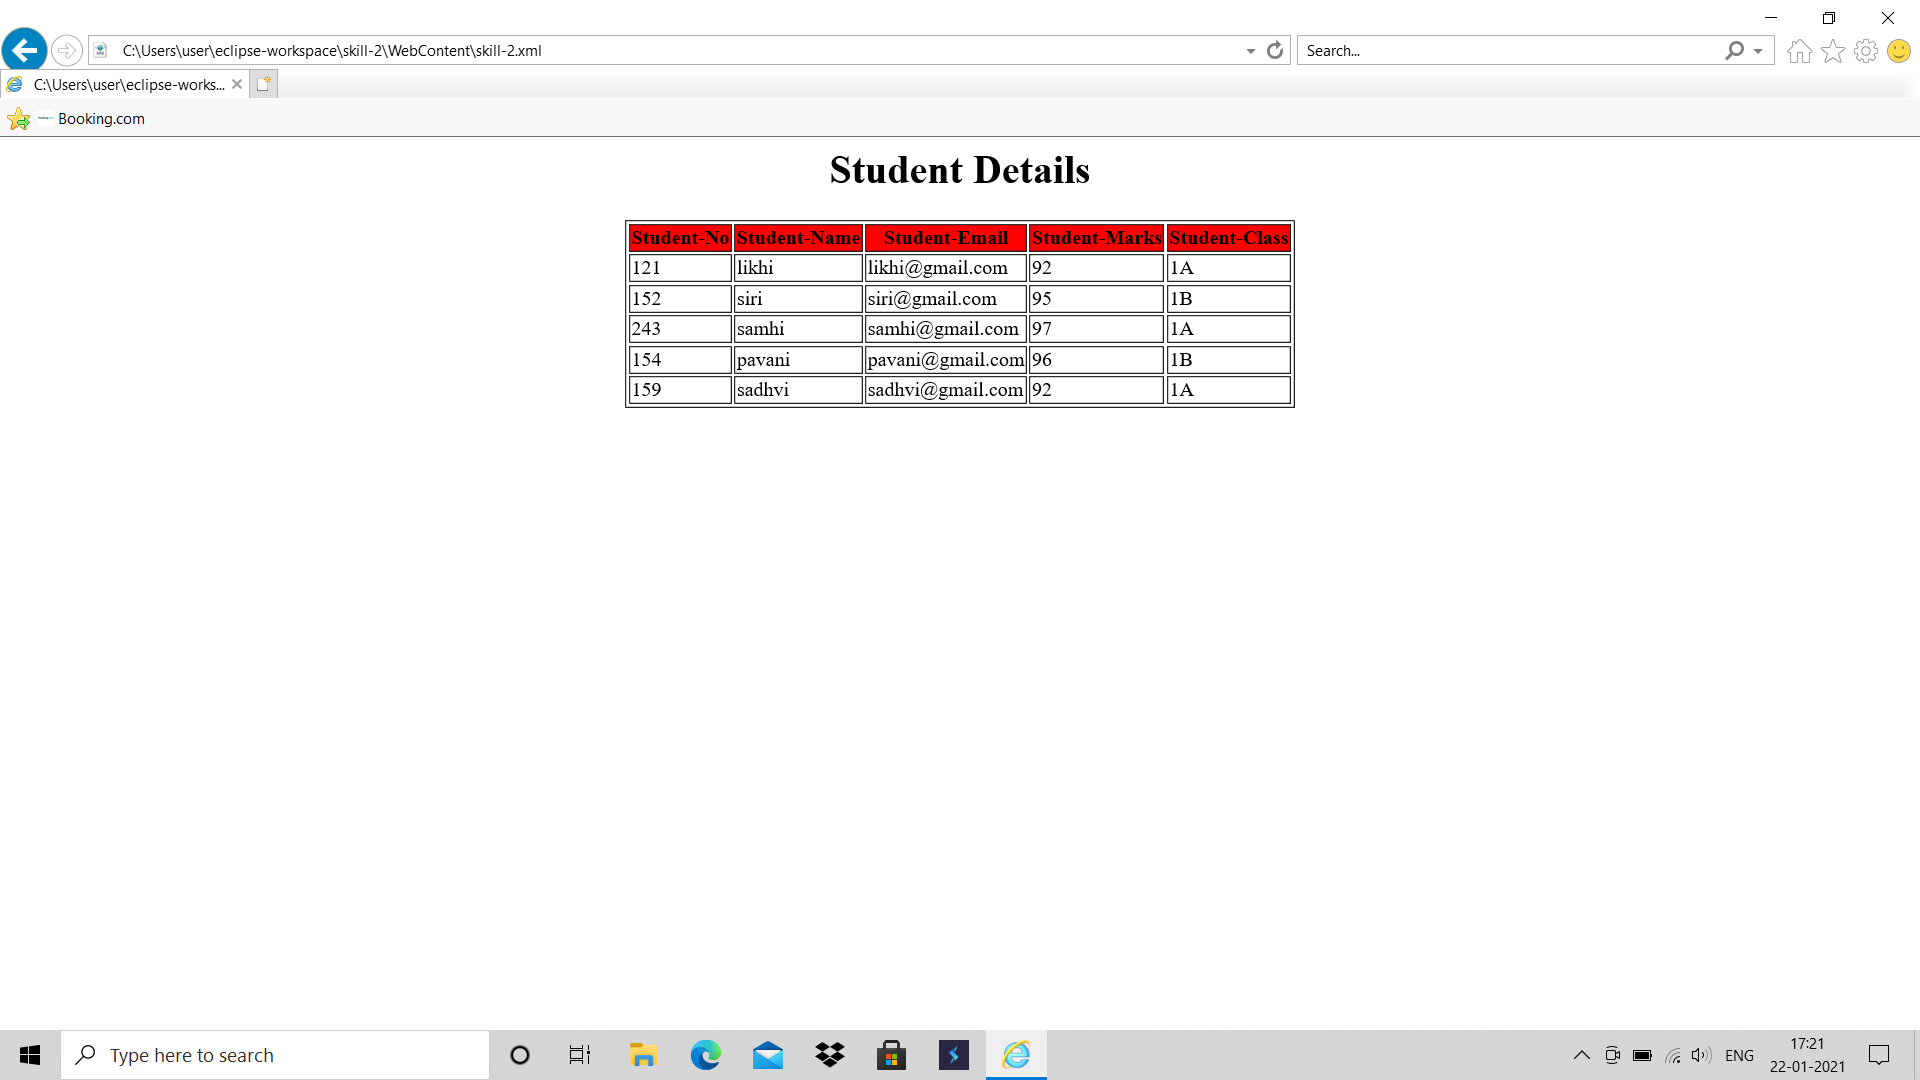 C:\Users\user\eclipse-workspace\skill-2\WebContent\skill-2.xml
Search...
C:\Users\user\eclipse-works...
Booking.com
Student Details
Student-No Student-Name Student-Email Student-Marks Student-Class
121 likhi likhi@gmail.com 92 1A
152 siri siri@gmail.com 95 1B
243 samhi samhi@gmail.com 97 1A
154 pavani pavani@gmail.com 96 1B
159 sadhvi sadhvi@gmail.com 92 1A
Type here to search
ENG
17:21
22-01-2021